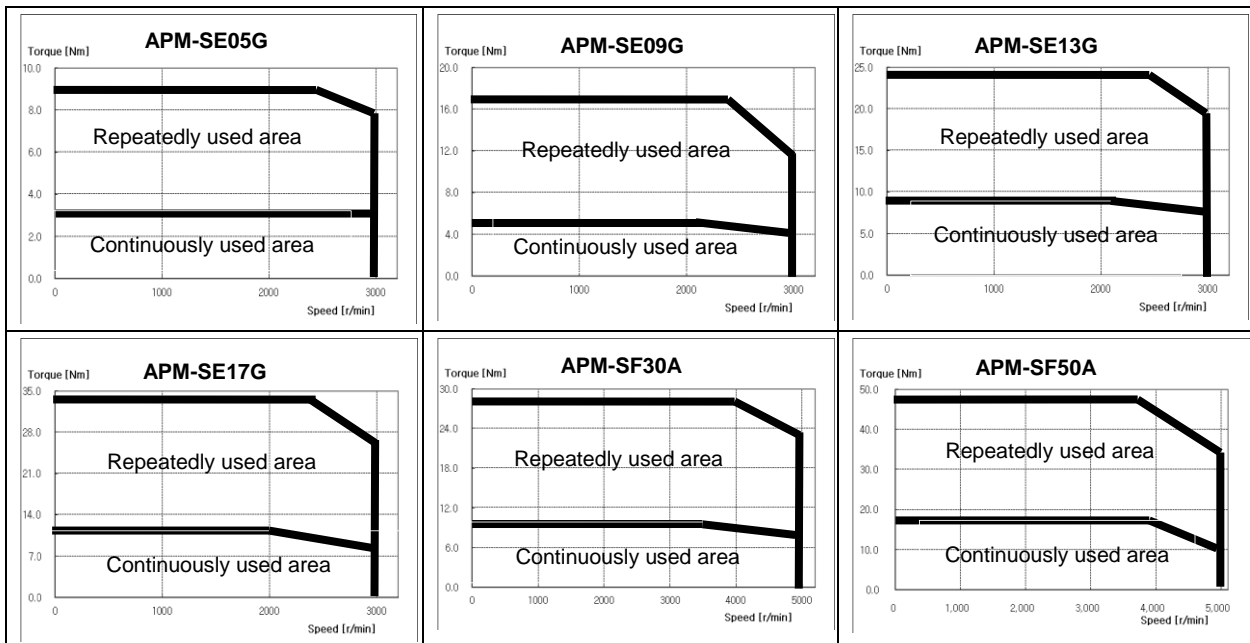 APM-SE05G
Torque [Nm]
10.0
8.0
6.0
4.0
2.0
0.0
Repeatedly used area
Continuously used area
0 1000 2000 3000
Speed [r/min]
APM-SE09G
Torque [Nm]
20.0
16.0
12.0
8.0
4.0
0.0
Repeatedly used area
Continuously used area
0 1000 2000 3000
Speed [r/min]
APM-SE13G
Torque [Nm]
25.0
20.0
15.0
10.0
5.0
0.0
Repeatedly used area
Continuously used area
0 1000 2000 3000
Speed [r/min]
APM-SE17G
Torque [Nm]
35.0
28.0
21.0
14.0
7.0
0.0
Repeatedly used area
Continuously used area
0 1000 2000 3000
Speed [r/min]
APM-SF30A
Torque [Nm]
30.0
24.0
18.0
12.0
6.0
0.0
Repeatedly used area
Continuously used area
0 1000 2000 3000 4000 5000
Speed [r/min]
APM-SF50A
Torque [Nm]
50.0
40.0
30.0
20.0
10.0
0.0
Repeatedly used area
Continuously used area
0 1,000 2,000 3,000 4,000 5,000
Speed [r/min]